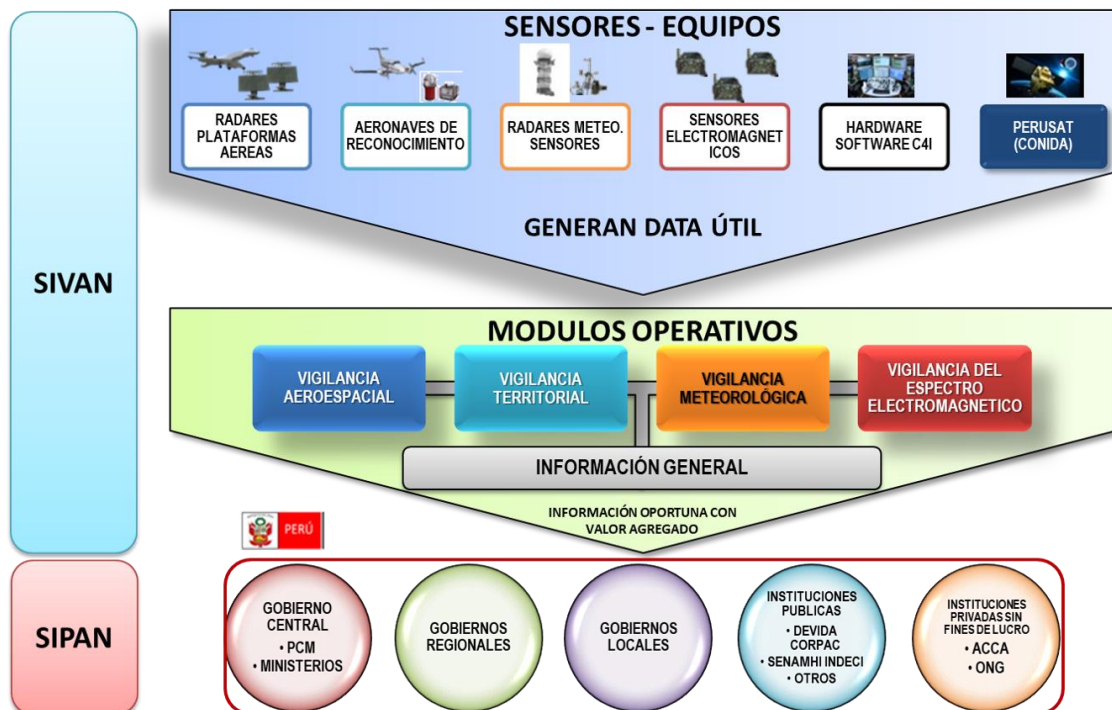 SENSORES - EQUIPOS
RADARES
PLATAFORMAS
AEREAS
AERONAVES DE
RECONOCIMIENTO
RADARES METEO.
SENSORES
SENSORES
ELECTROMAGNET
ICOS
HARDWARE
SOFTWARE C4I
PERUSAT
(CONIDA)
GENERAN DATA ÚTIL
SIVAN
MODULOS OPERATIVOS
VIGILANCIA
AEROESPACIAL
VIGILANCIA
TERRITORIAL
VIGILANCIA
METEOROLÓGICA
VIGILANCIA DEL
ESPECTRO
ELECTROMAGNETICO
INFORMACIÓN GENERAL
INFORMACIÓN OPORTUNA CON
VALOR AGREGADO
PERÚ
SIPAN
GOBIERNO
CENTRAL
• PCM
• MINISTERIOS
GOBIERNOS
REGIONALES
GOBIERNOS
LOCALES
INSTITUCIONES
PUBLICAS
• DEVIDA
CORPAC
• SENAMHI INDECI
• OTROS
INSTITUCIONES
PRIVADAS SIN
FINES DE LUCRO
• ACCA
• ONG